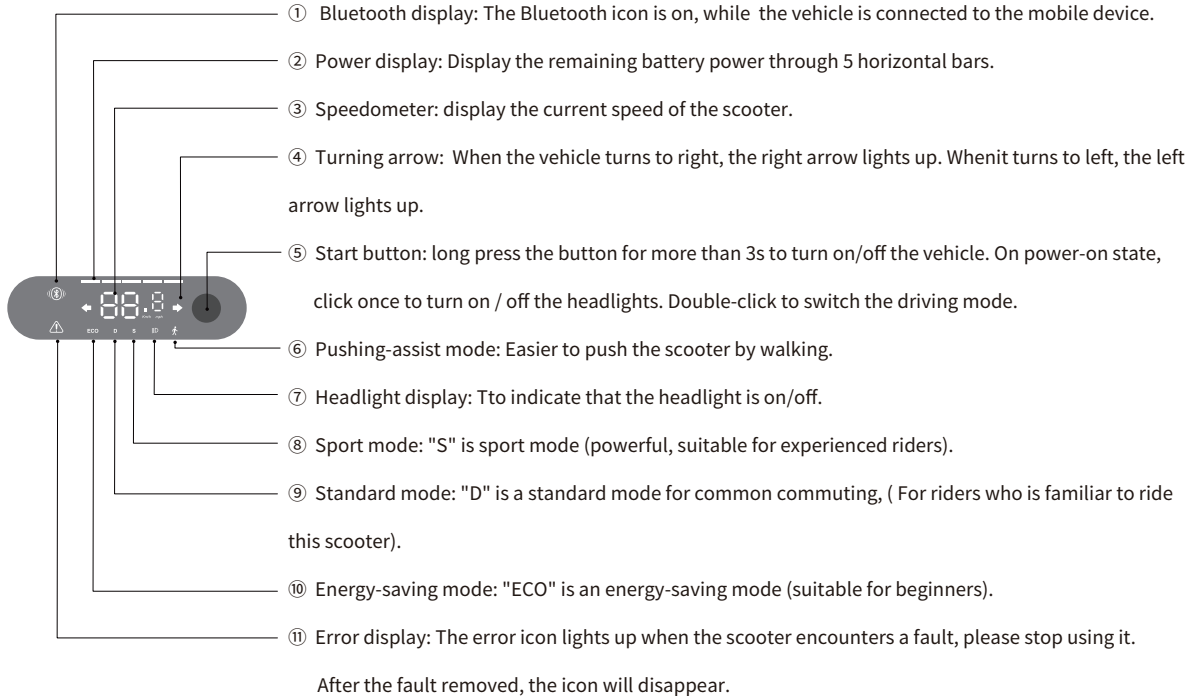 ① Bluetooth display: The Bluetooth icon is on, while the vehicle is connected to the mobile device.
② Power display: Display the remaining battery power through 5 horizontal bars.
③ Speedometer: display the current speed of the scooter.
④ Turning arrow: When the vehicle turns to right, the right arrow lights up. Whenit turns to left, the left
arrow lights up.
⑤ Start button: long press the button for more than 3s to turn on/off the vehicle. On power-on state,
click once to turn on / off the headlights. Double-click to switch the driving mode.
88.8
ECO D S
⑥ Pushing-assist mode: Easier to push the scooter by walking.
⑦ Headlight display: Tto indicate that the headlight is on/off.
⑧ Sport mode: "S" is sport mode (powerful, suitable for experienced riders).
⑨ Standard mode: "D" is a standard mode for common commuting, ( For riders who is familiar to ride
this scooter).
⑩ Energy-saving mode: "ECO" is an energy-saving mode (suitable for beginners).
⑪ Error display: The error icon lights up when the scooter encounters a fault, please stop using it.
After the fault removed, the icon will disappear.